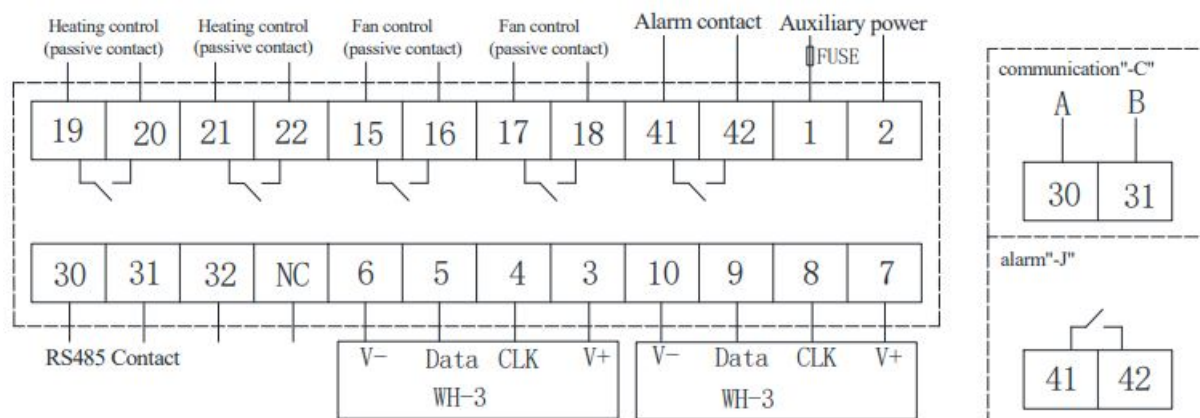 Heating control
(passive contact)
Heating control
(passive contact)
Fan control
(passive contact)
Fan control
(passive contact)
Alarm contact
Auxiliary power
FUSE
19 20 21 22 15 16 17 18 41 42 1 2
30 31 32 NC 6 5 4 3 10 9 8 7
RS485 Contact
V- Data CLK V+
WH-3
V- Data CLK V+
WH-3
communication"-C"
A B
30 31
alarm"-J"
41 42